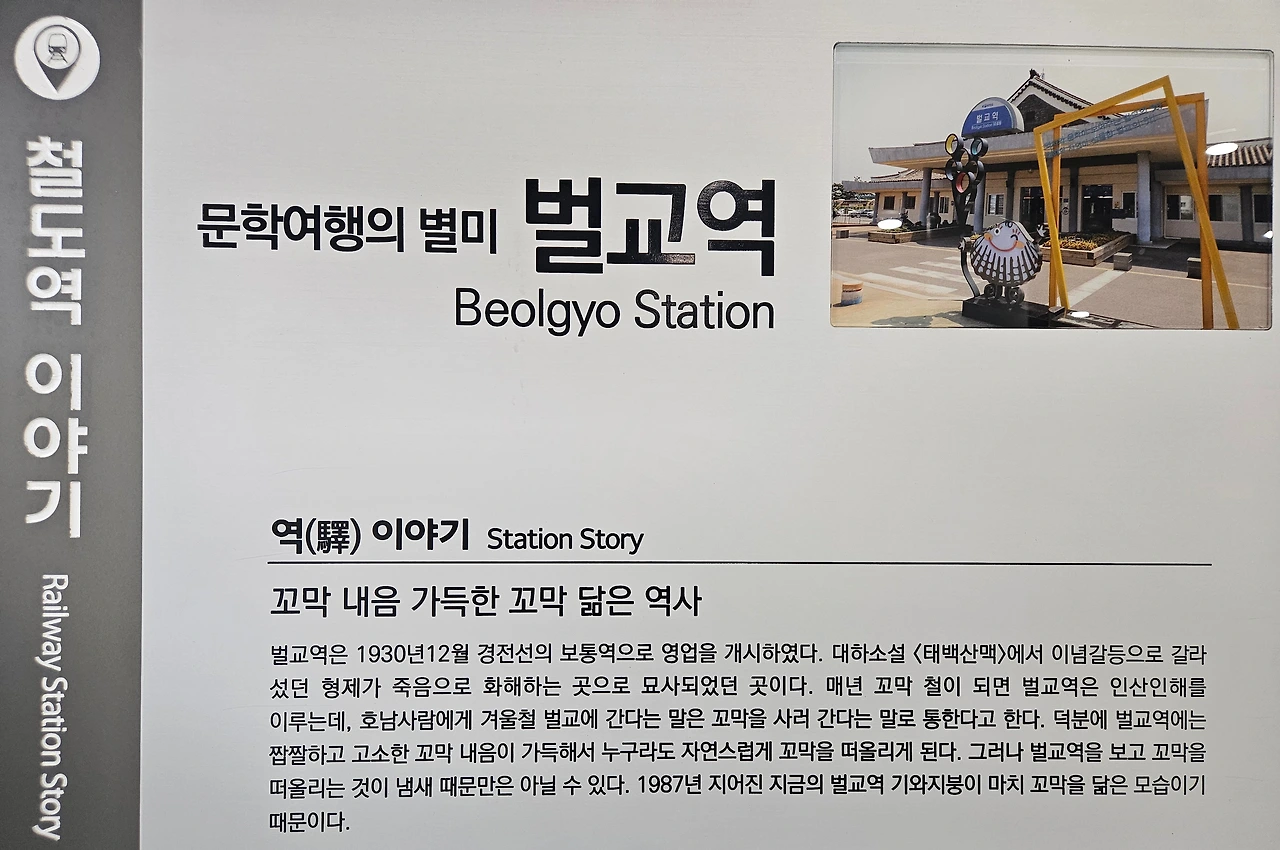 철도역 이야기
Railway Station Story
문학여행의 별미 벌교역
Beolgyo Station
벌교역
역(驛) 이야기 Station Story
꼬막 내음 가득한 꼬막 닮은 역사
벌교역은 1930년12월 경전선의 보통역으로 영업을 개시하였다. 대하소설 〈태백산맥〉에서 이념갈등으로 갈라
섰던 형제가 죽음으로 화해하는 곳으로 묘사되었던 곳이다. 매년 꼬막 철이 되면 벌교역은 인산인해를
이루는데, 호남사람에게 겨울철 벌교에 간다는 말은 꼬막을 사러 간다는 말로 통한다고 한다. 덕분에 벌교역에는
짭짤하고 고소한 꼬막 내음이 가득해서 누구라도 자연스럽게 꼬막을 떠올리게 된다. 그러나 벌교역을 보고 꼬막을
떠올리는 것이 냄새 때문만은 아닐 수 있다. 1987년 지어진 지금의 벌교역 기와지붕이 마치 꼬막을 닮은 모습이기
때문이다.